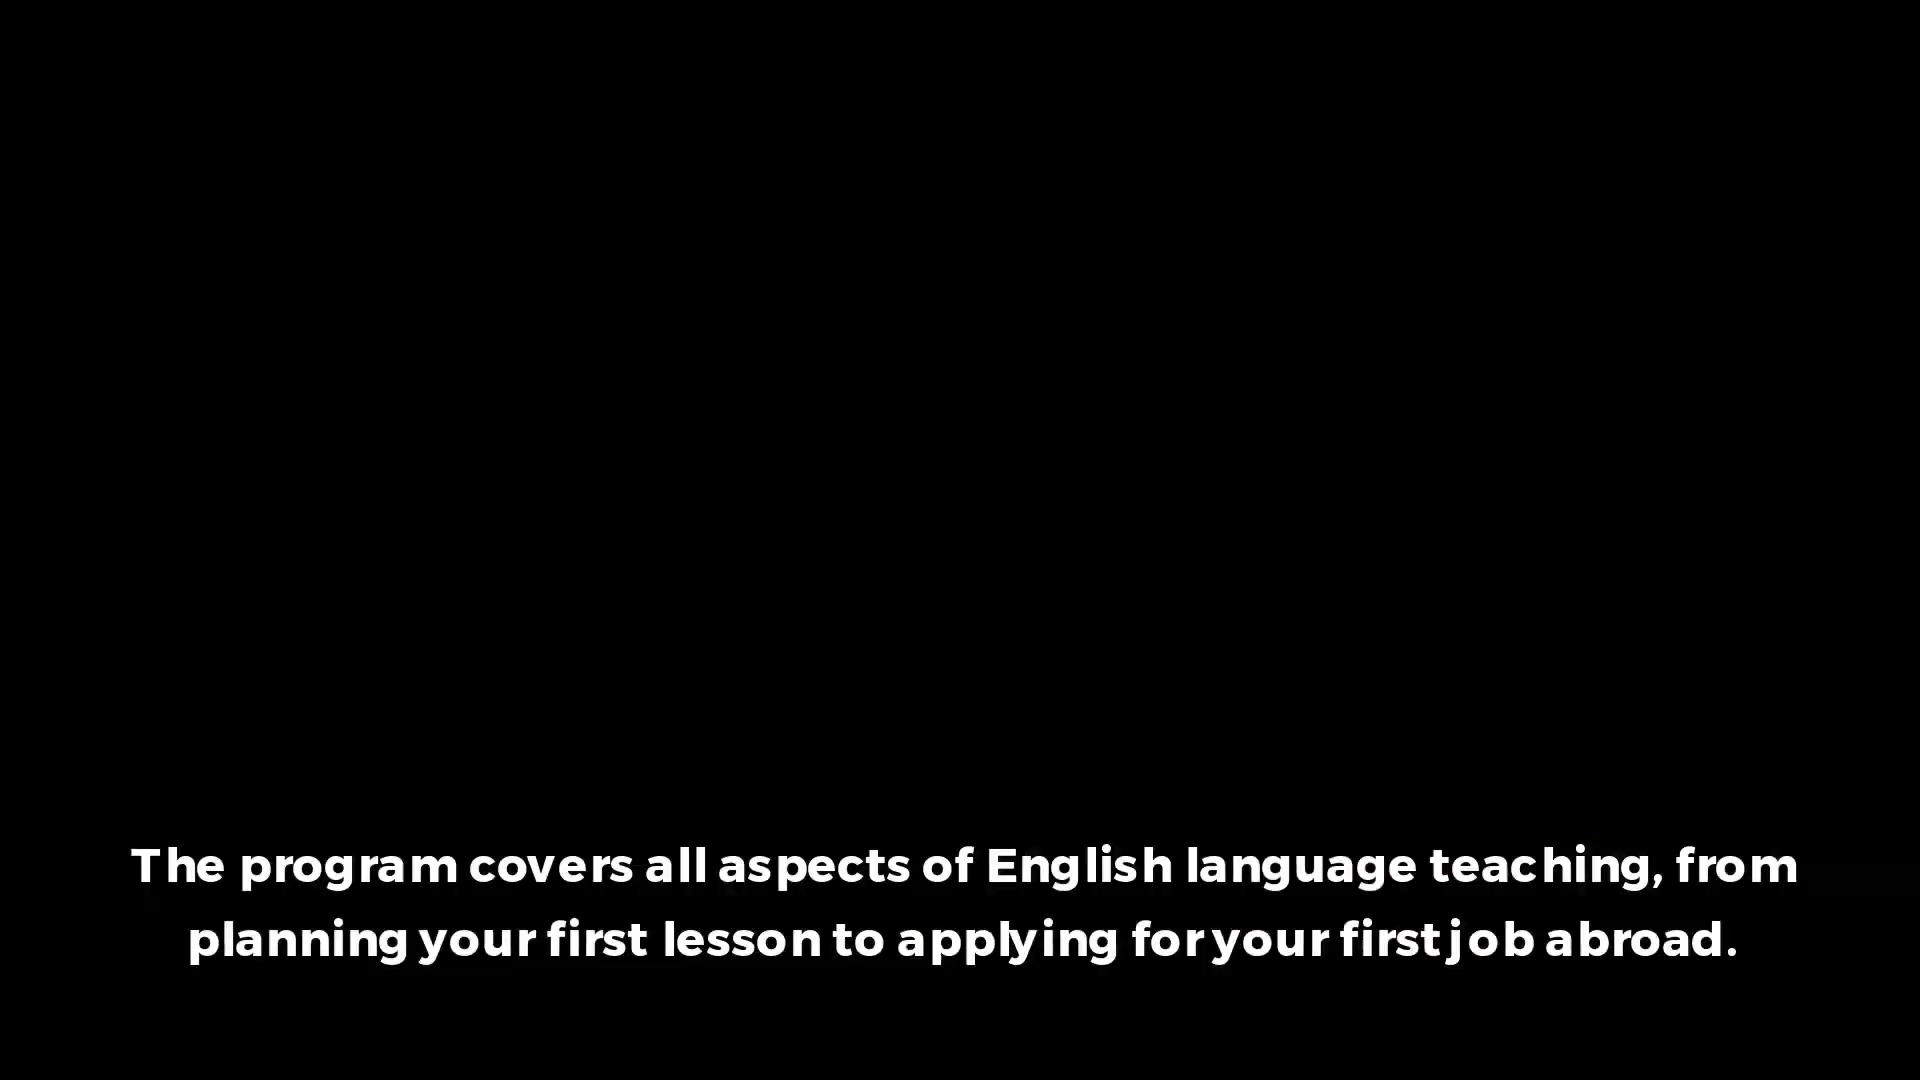 The program covers all aspects of English language teaching, from
planning your first lesson to applying for your first job abroad.